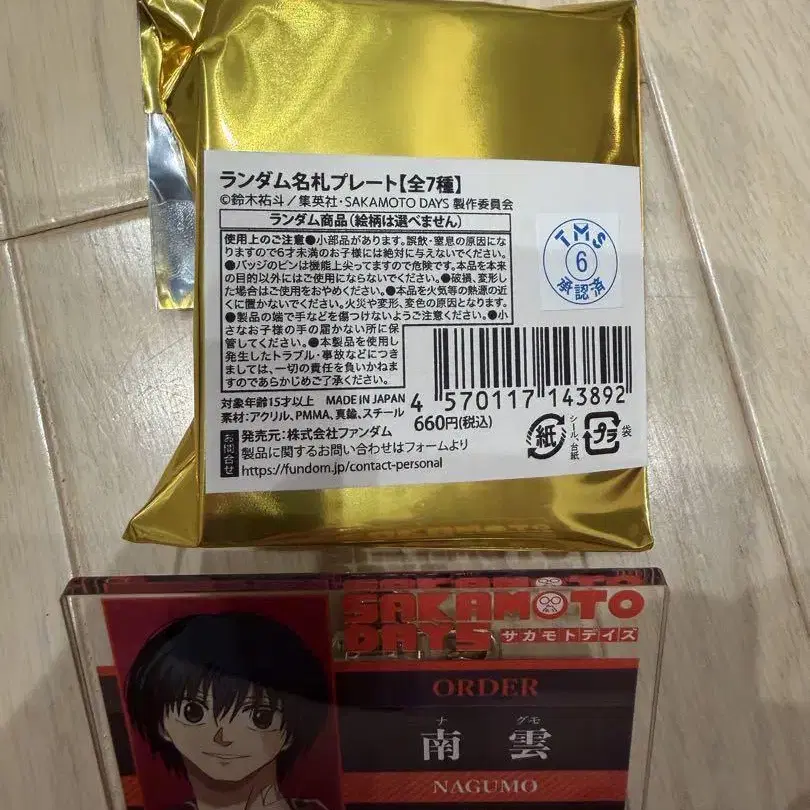 ランダム名札プレート【全7種】
©鈴木祐斗／集英社・SAKAMOTO DAYS 製作委員会
ランダム商品(絵柄は選べません)
使用上のご注意●小部品があります。誤飲・窒息の原因にな
りますので6才未満のお子様には絶対に与えないでください。
●バッジのピンは機能上尖ってますので危険です。本品を本来
の目的以外にはご使用にならないでください。●破損、変形し
た場合はご使用をおやめください。●本品を火気等の熱源の近
くに置かないでください。火災や変形、変色の原因となります。
●製品の端で手などを傷つけないようご注意ください。●小
さなお子様の手の届かない所に保
管してください。●本製品を使用し
発生したトラブル・事故などにつき
ましては、一切の責任を負いかねま
すのであらかじめご了承ください。
TMS
6
承認済
対象年齢15才以上 MADE IN JAPAN
素材：アクリル、PMMA、真鍮、スチール
4 570117 143892
660円(税込)
紙
シール、台紙
プラ
袋
お問合せ
発売元：株式会社ファンダム
製品に関するお問い合わせはフォームより
https://fundom.jp/contact-personal
SAKAMOTO
DAYS サカモトデイズ
ORDER
ナ グモ
南 雲
NAGUMO